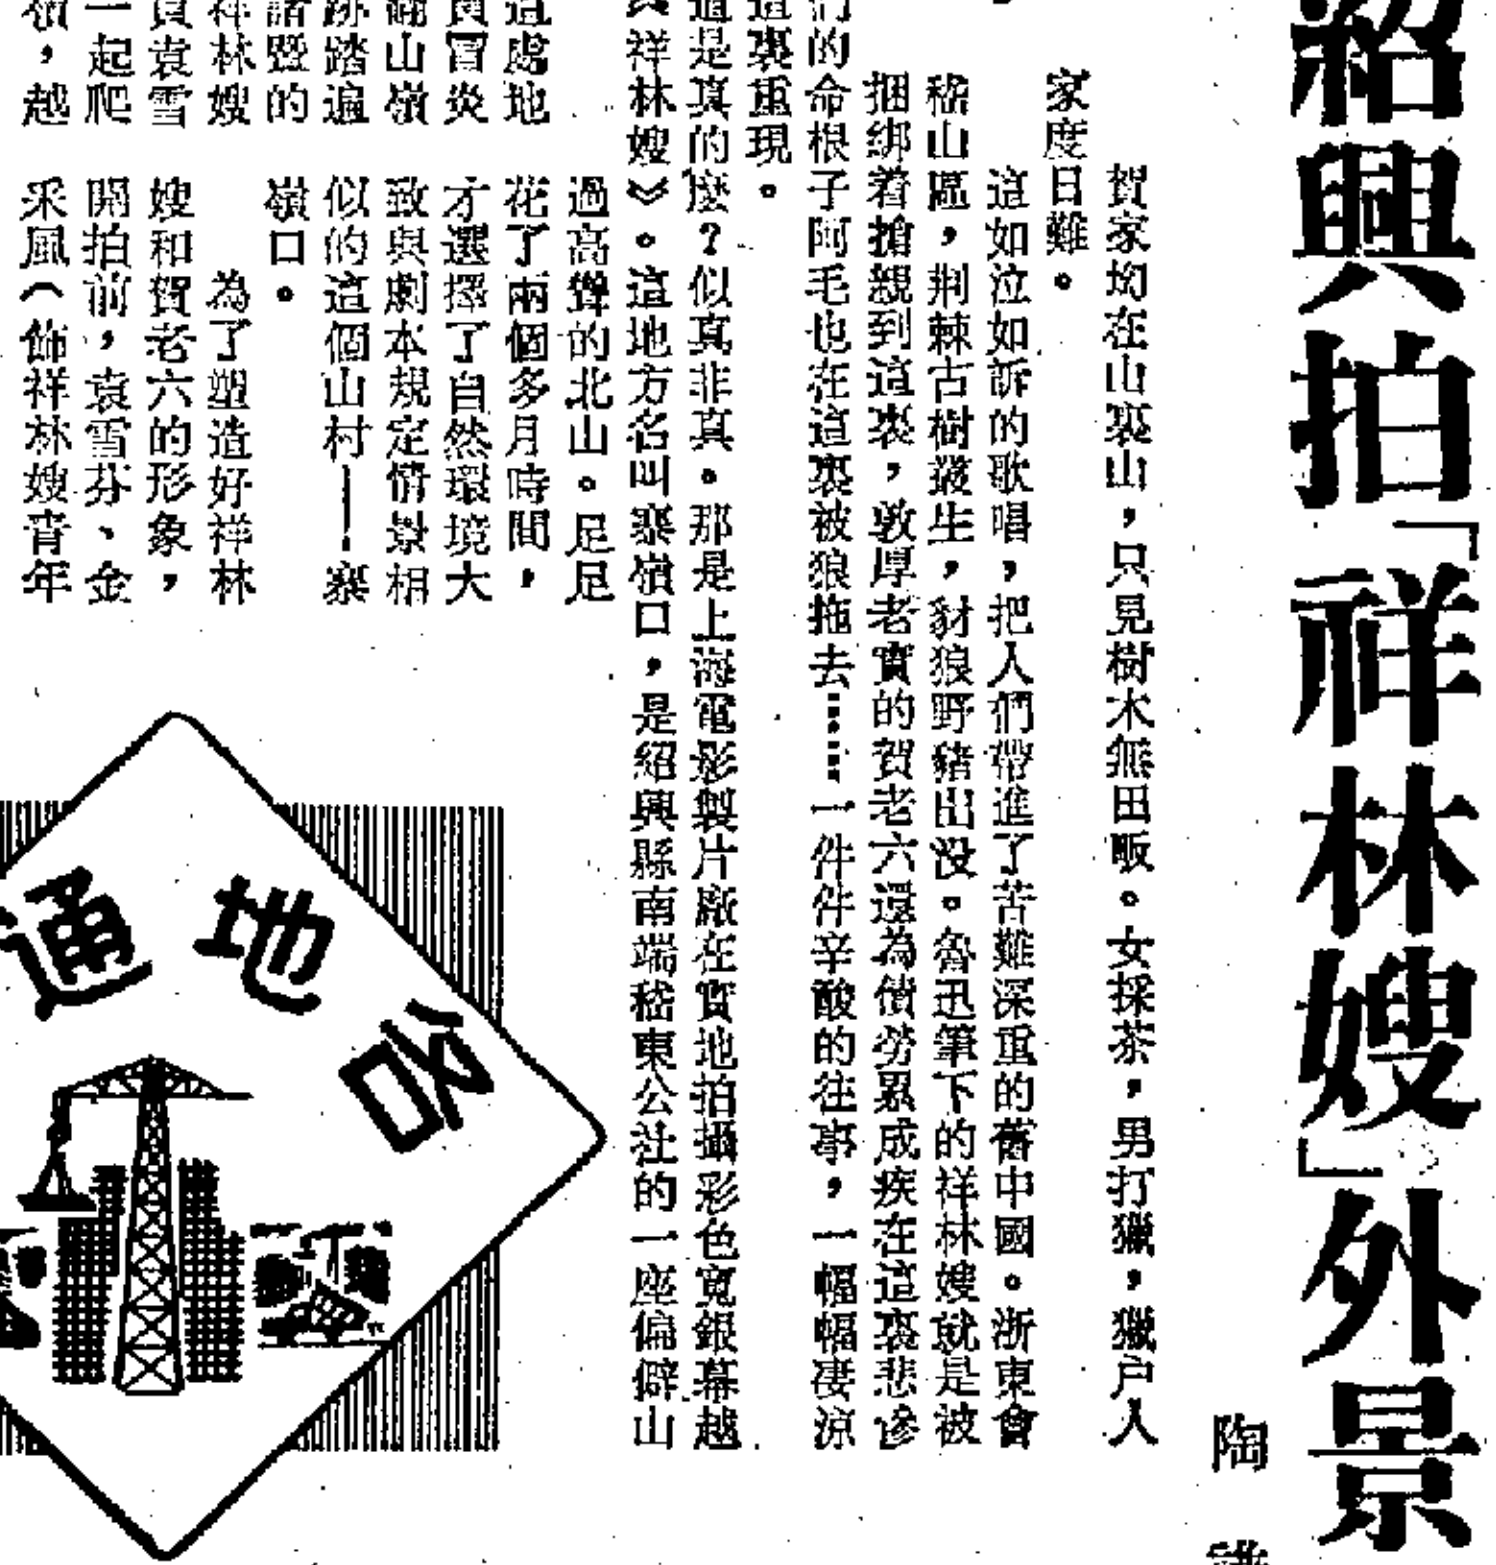 紹興拍「祥林嫂」外景
陶
賀家均在山裏山，只見樹木無田畈。女採茶，男打獵，獵户人
家度日難。
這如泣如訴的歌唱，把人們帶進了苦難深重的舊中國。浙東會
稽山區，荆棘古樹叢生，豺狼野豬出没。魯迅筆下的祥林嫂就是被
捆綁着搶親到這裏，敦厚老實的賀老六還為債勞累成疾在這裏悲慘
們的命根子阿毛也在這裏被狼拖去……一件件辛酸的往事，一幅幅淒涼
這裏重現。
這是真的麼？似真非真。那是上海電影製片廠在實地拍攝彩色寬銀幕越
《祥林嫂》。這地方名叫寨嶺口，是紹興縣南端嵇東公社的一座偏僻山
這處地
員冒炎
翻山嶺
跡踏遍
諸暨的
祥林嫂
員袁雪
一起爬
嶺，越
過高聳的北山。足足
花了兩個多月時間，
才選擇了自然環境大
致與劇本規定情景相
似的這個山村——寨
嶺口。
為了塑造好祥林
嫂和賀老六的形象，
開拍前，袁雪芬、金
采風（飾祥林嫂青年
各地通